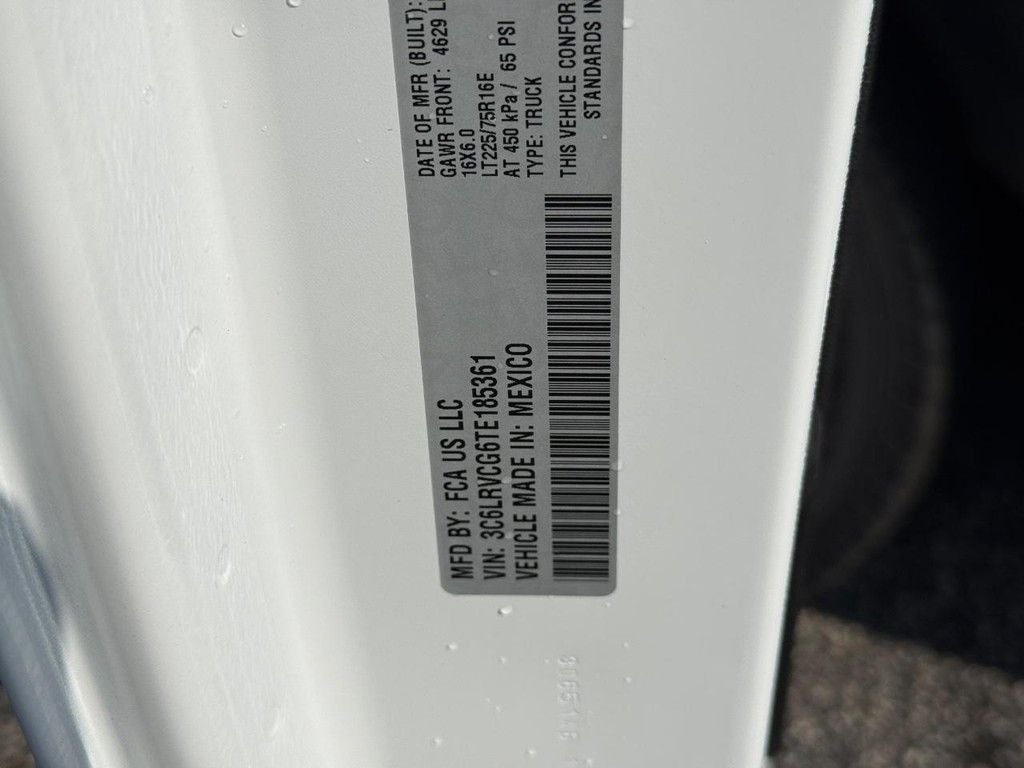 MFD BY: FCA US LLC
VIN: 3C6LRVCG6TE185361
VEHICLE MADE IN: MEXICO
DATE OF MFR (BUILT):
GAWR FRONT: 4629
16X6.0
LT225/75R16E
AT 450 kPa / 65 PSI
TYPE: TRUCK
THIS VEHICLE
STANDARDS IN